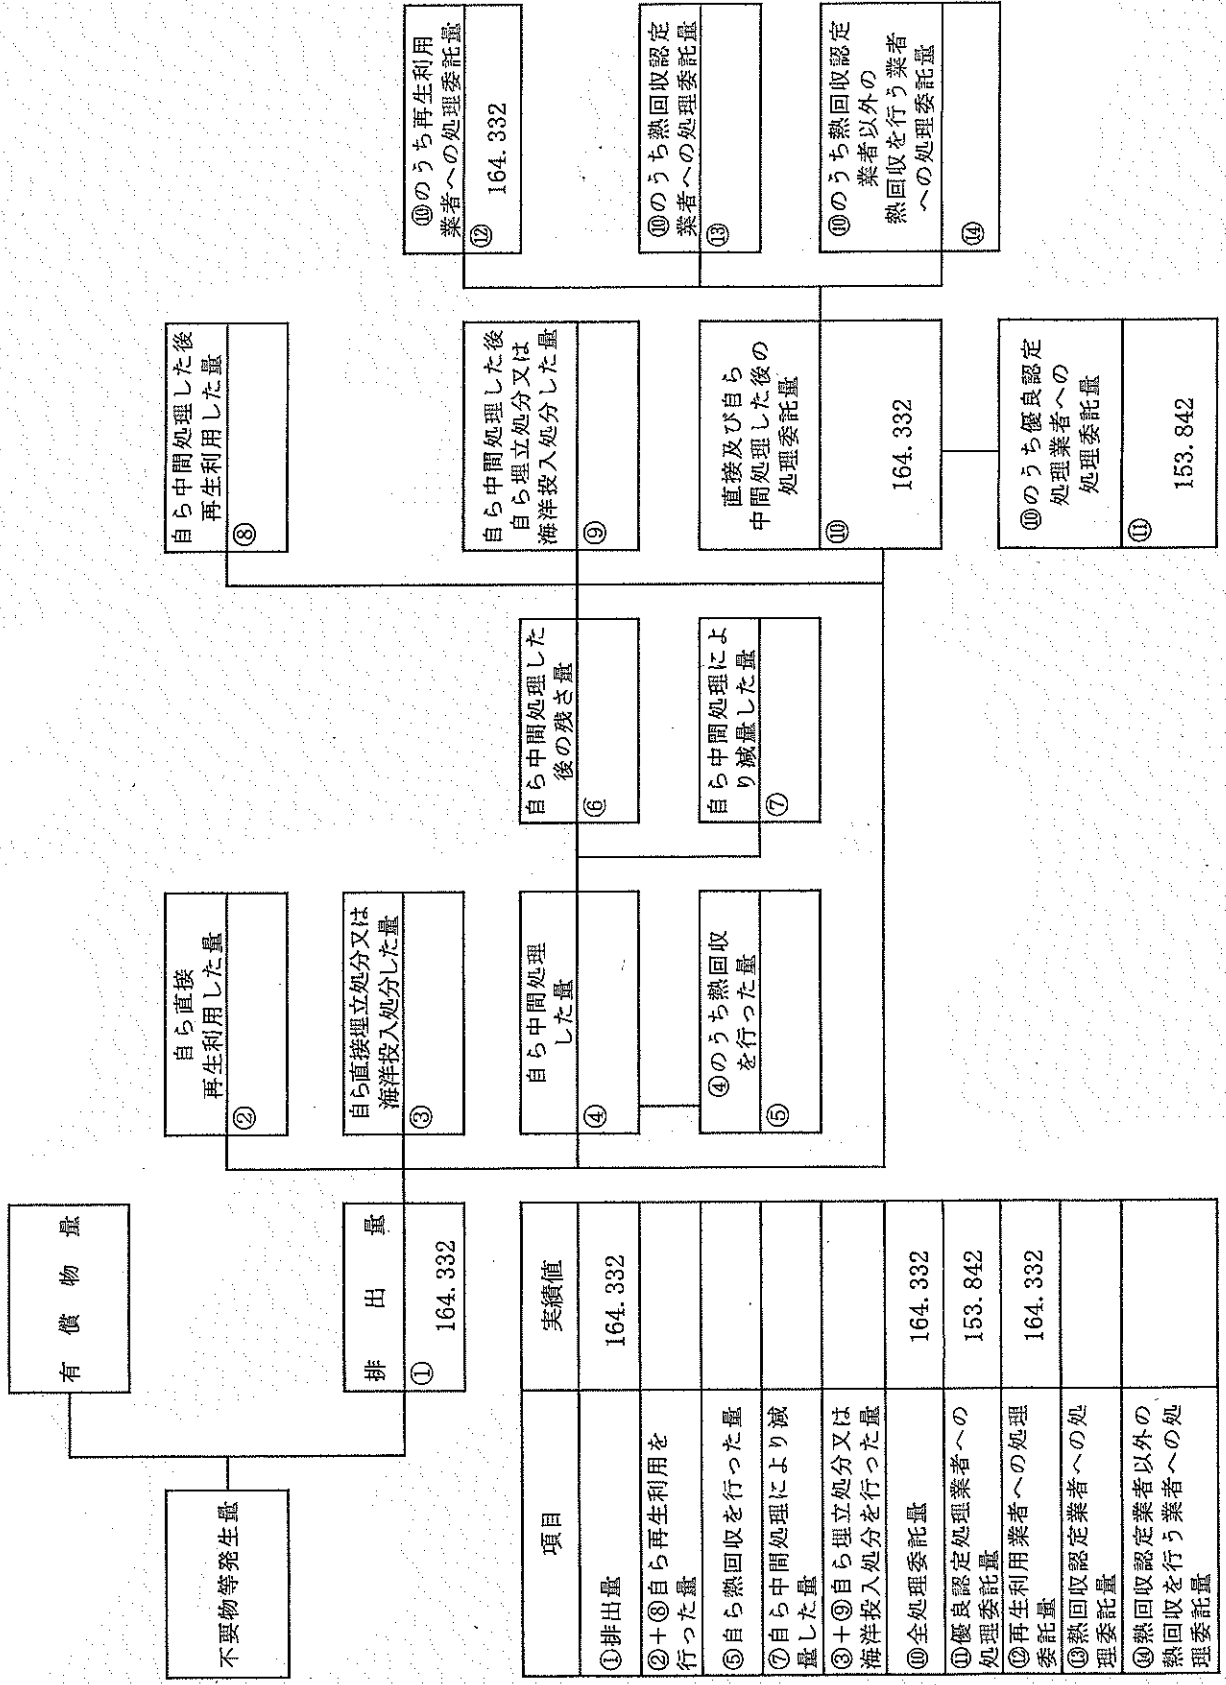 不要物等発生量
有償物量
排出量
①
164.332
自ら直接
再生利用した量
②
自ら直接埋立処分又は
海洋投入処分した量
③
自ら中間処理
した量
④
④のうち熱回収
を行った量
⑤
自ら中間処理した
後の残さ量
⑥
自ら中間処理によ
り減量した量
⑦
自ら中間処理した後
再生利用した量
⑧
自ら中間処理した後
自ら埋立処分又は
海洋投入処分した量
⑨
直接及び自ら
中間処理した後の
処理委託量
⑩
164.332
⑩のうち優良認定
処理業者への
処理委託量
⑪
153.842
⑩のうち再生利用
業者への処理委託量
⑫
164.332
⑩のうち熱回収認定
業者への処理委託量
⑬
⑩のうち熱回収認定
業者以外の
熱回収を行う業者
への処理委託量
⑭
項目 実績値
①排出量 164.332
②+⑧自ら再生利用を
行った量
⑤自ら熱回収を行った量
⑦自ら中間処理により減
量した量
③+⑨自ら埋立処分又は
海洋投入処分を行った量
⑩全処理委託量 164.332
⑪優良認定処理業者への
処理委託量 153.842
⑫再生利用業者への処理
委託量 164.332
⑬熱回収認定業者への処
理委託量
⑭熱回収認定業者以外の
熱回収を行う業者への処
理委託量